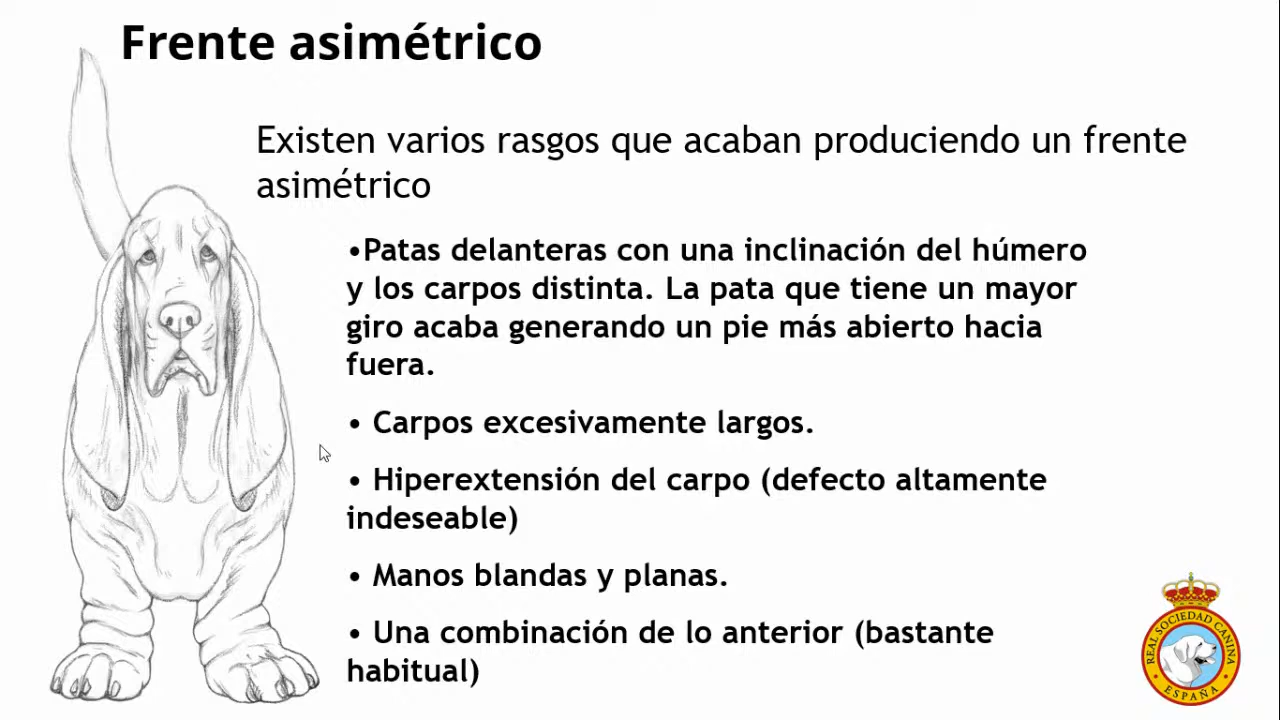 Frente asimétrico
Existen varios rasgos que acaban produciendo un frente
asimétrico
•Patas delanteras con una inclinación del húmero
y los carpos distinta. La pata que tiene un mayor
giro acaba generando un pie más abierto hacia
fuera.
• Carpos excesivamente largos.
• Hiperextensión del carpo (defecto altamente
indeseable)
• Manos blandas y planas.
• Una combinación de lo anterior (bastante
habitual)
REAL SOCIEDAD CANINA
ESPAÑA